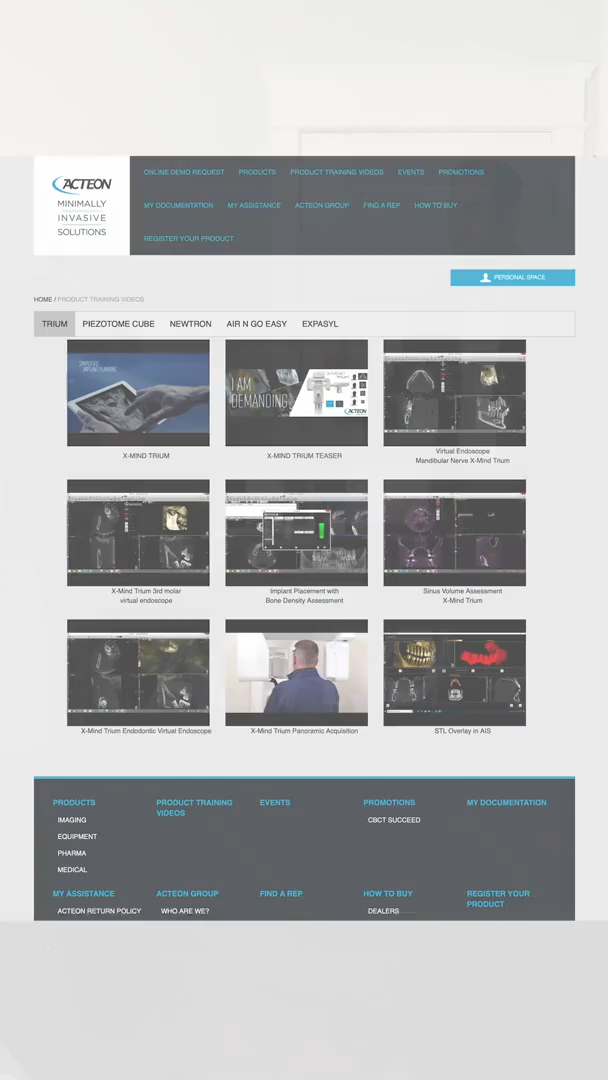 ACTEON
MINIMALLY
INVASIVE
SOLUTIONS
ONLINE DEMO REQUEST PRODUCTS PRODUCT TRAINING VIDEOS EVENTS PROMOTIONS
MY DOCUMENTATION MY ASSISTANCE ACTEON GROUP FIND A REP HOW TO BUY
REGISTER YOUR PRODUCT
PERSONAL SPACE
HOME / PRODUCT TRAINING VIDEOS
TRIUM PIEZOTOME CUBE NEWTRON AIR N GO EASY EXPASYL
SIMPLIFIED
IMPLANT PLANNING
I AM
DEMANDING
X-MIND
ACTEON
X-MIND TRIUM
X-MIND TRIUM TEASER
Virtual Endoscope
Mandibular Nerve X-Mind Trium
X-Mind Trium 3rd molar
virtual endoscope
Implant Placement with
Bone Density Assessment
Sinus Volume Assessment
X-Mind Trium
X-Mind Trium Endodontic Virtual Endoscope
X-Mind Trium Panoramic Acquisition
STL Overlay in AIS
PRODUCTS
IMAGING
EQUIPMENT
PHARMA
MEDICAL
PRODUCT TRAINING
VIDEOS
EVENTS
PROMOTIONS
CBCT SUCCEED
MY DOCUMENTATION
MY ASSISTANCE
ACTEON RETURN POLICY
ACTEON GROUP
WHO ARE WE?
FIND A REP
HOW TO BUY
DEALERS
REGISTER YOUR
PRODUCT